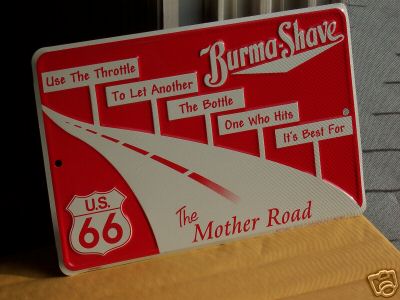 Burma-Shave
Use The Throttle
To Let Another
The Bottle
One Who Hits
It's Best For
U.S.
66
The
Mother Road